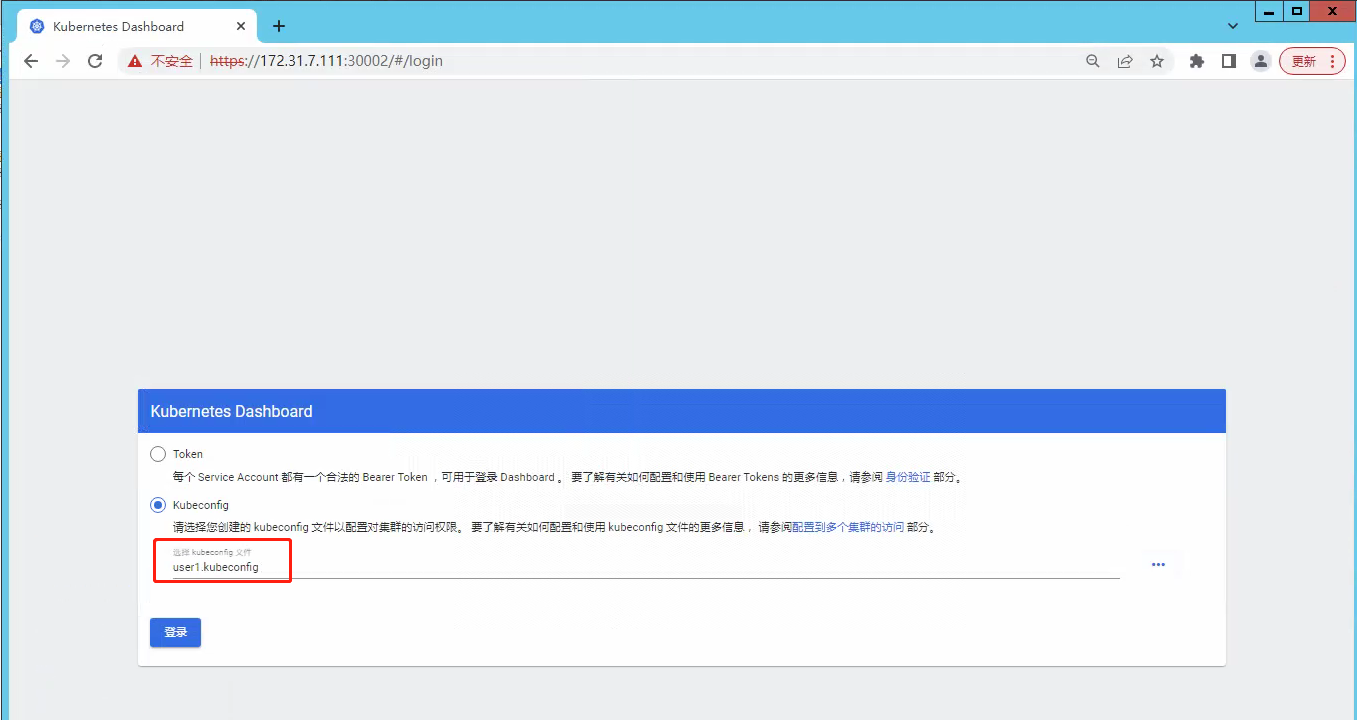 Kubernetes Dashboard
不安全 https://172.31.7.111:30002/#/login
更新
Kubernetes Dashboard
Token
每个 Service Account 都有一个合法的 Bearer Token ，可用于登录 Dashboard 。 要了解有关如何配置和使用 Bearer Tokens 的更多信息，请参阅 身份验证 部分。
Kubeconfig
请选择您创建的 kubeconfig 文件以配置对集群的访问权限。 要了解有关如何配置和使用 kubeconfig 文件的更多信息， 请参阅配置到多个集群的访问 部分。
选择 kubeconfig 文件
user1.kubeconfig
登录